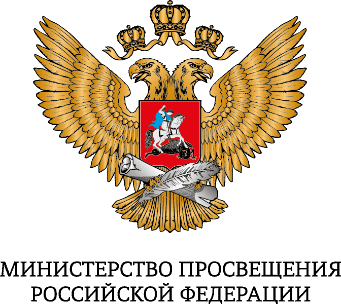 МИНИСТЕРСТВО ПРОСВЕЩЕНИЯ
РОССИЙСКОЙ ФЕДЕРАЦИИ